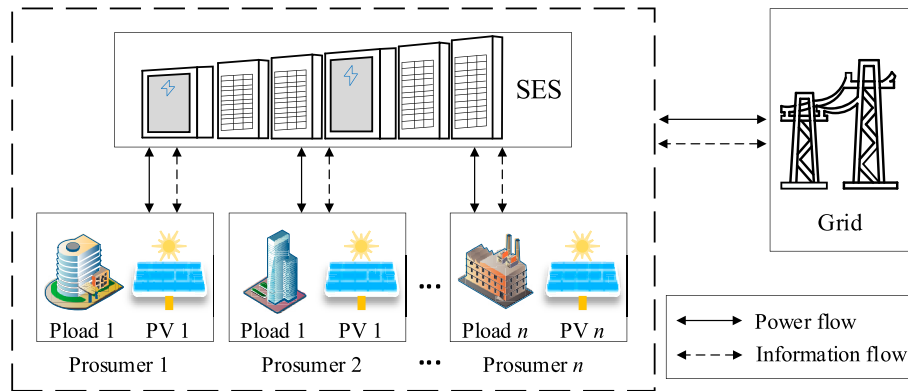 SES
Grid
Pload 1 PV 1 Pload 1 PV 1 ... Pload n PV n
Prosumer 1 Prosumer 2 ... Prosumer n
Power flow
Information flow